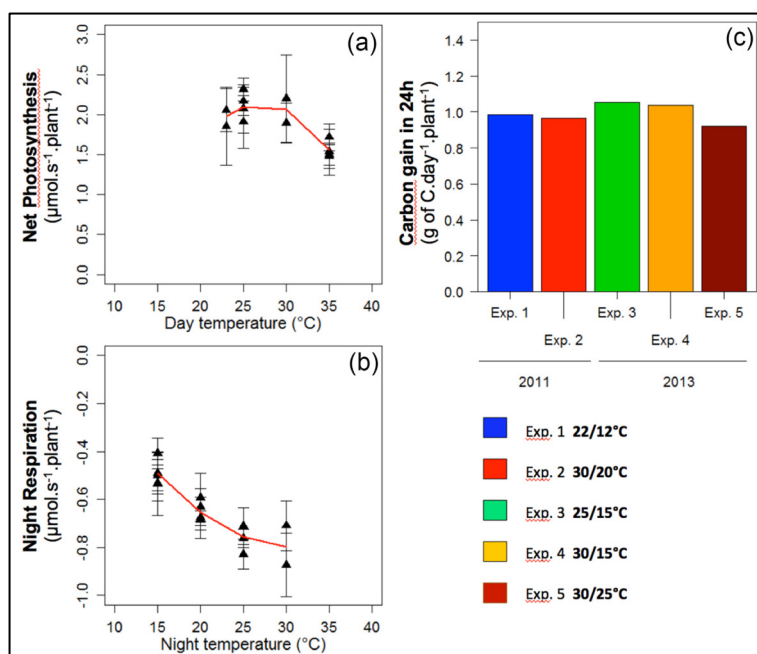 (a)
Net Photosynthesis
(µmol.s⁻¹.plant⁻¹)
0.0 0.5 1.0 1.5 2.0 2.5 3.0
10 15 20 25 30 35 40
Day temperature (°C)
(b)
Night Respiration
(µmol.s⁻¹.plant⁻¹)
-1.0 -0.8 -0.6 -0.4 -0.2 0.0
10 15 20 25 30 35 40
Night temperature (°C)
(c)
Carbon gain in 24h
(g of C.day⁻¹.plant⁻¹)
0.0 0.2 0.4 0.6 0.8 1.0 1.2 1.4
Exp. 1 Exp. 3 Exp. 5
Exp. 2 Exp. 4
2011 2013
Exp. 1 22/12°C
Exp. 2 30/20°C
Exp. 3 25/15°C
Exp. 4 30/15°C
Exp. 5 30/25°C